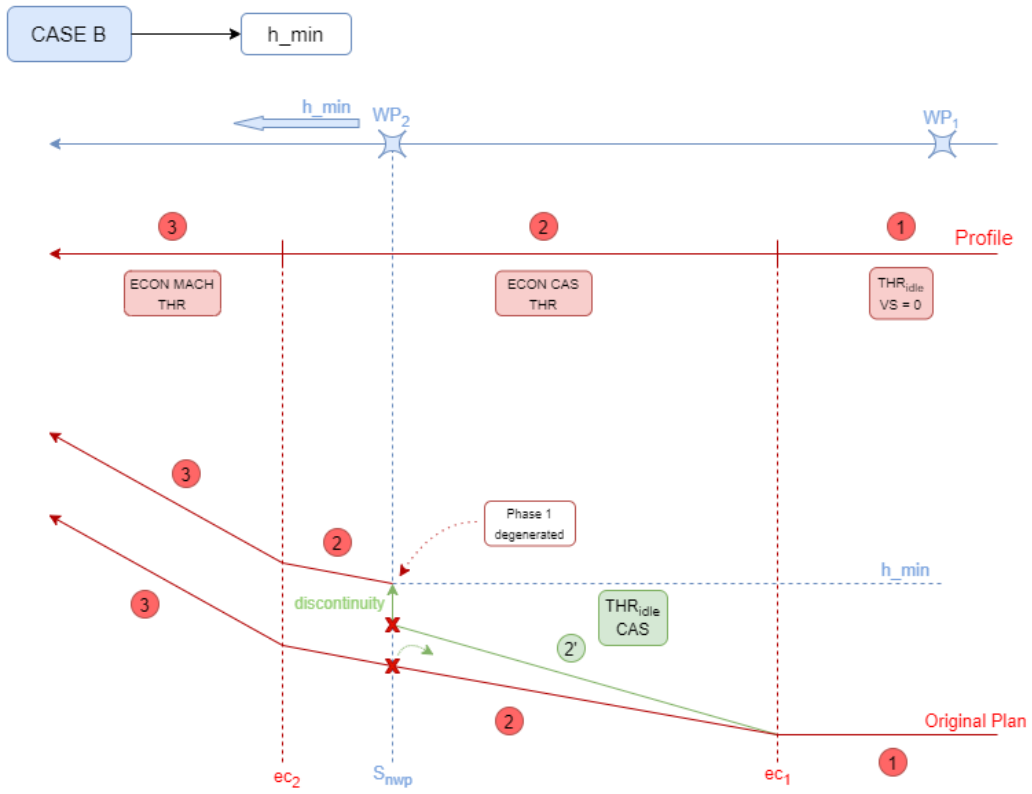 CASE B
h_min
h_min
WP2
WP1
3
2
1
Profile
ECON MACH
THR
ECON CAS
THR
THRidle
VS = 0
3
Phase 1
degenerated
2
h_min
discontinuity
THRidle
CAS
3
2'
2
Original Plan
1
ec2
Snwp
ec1